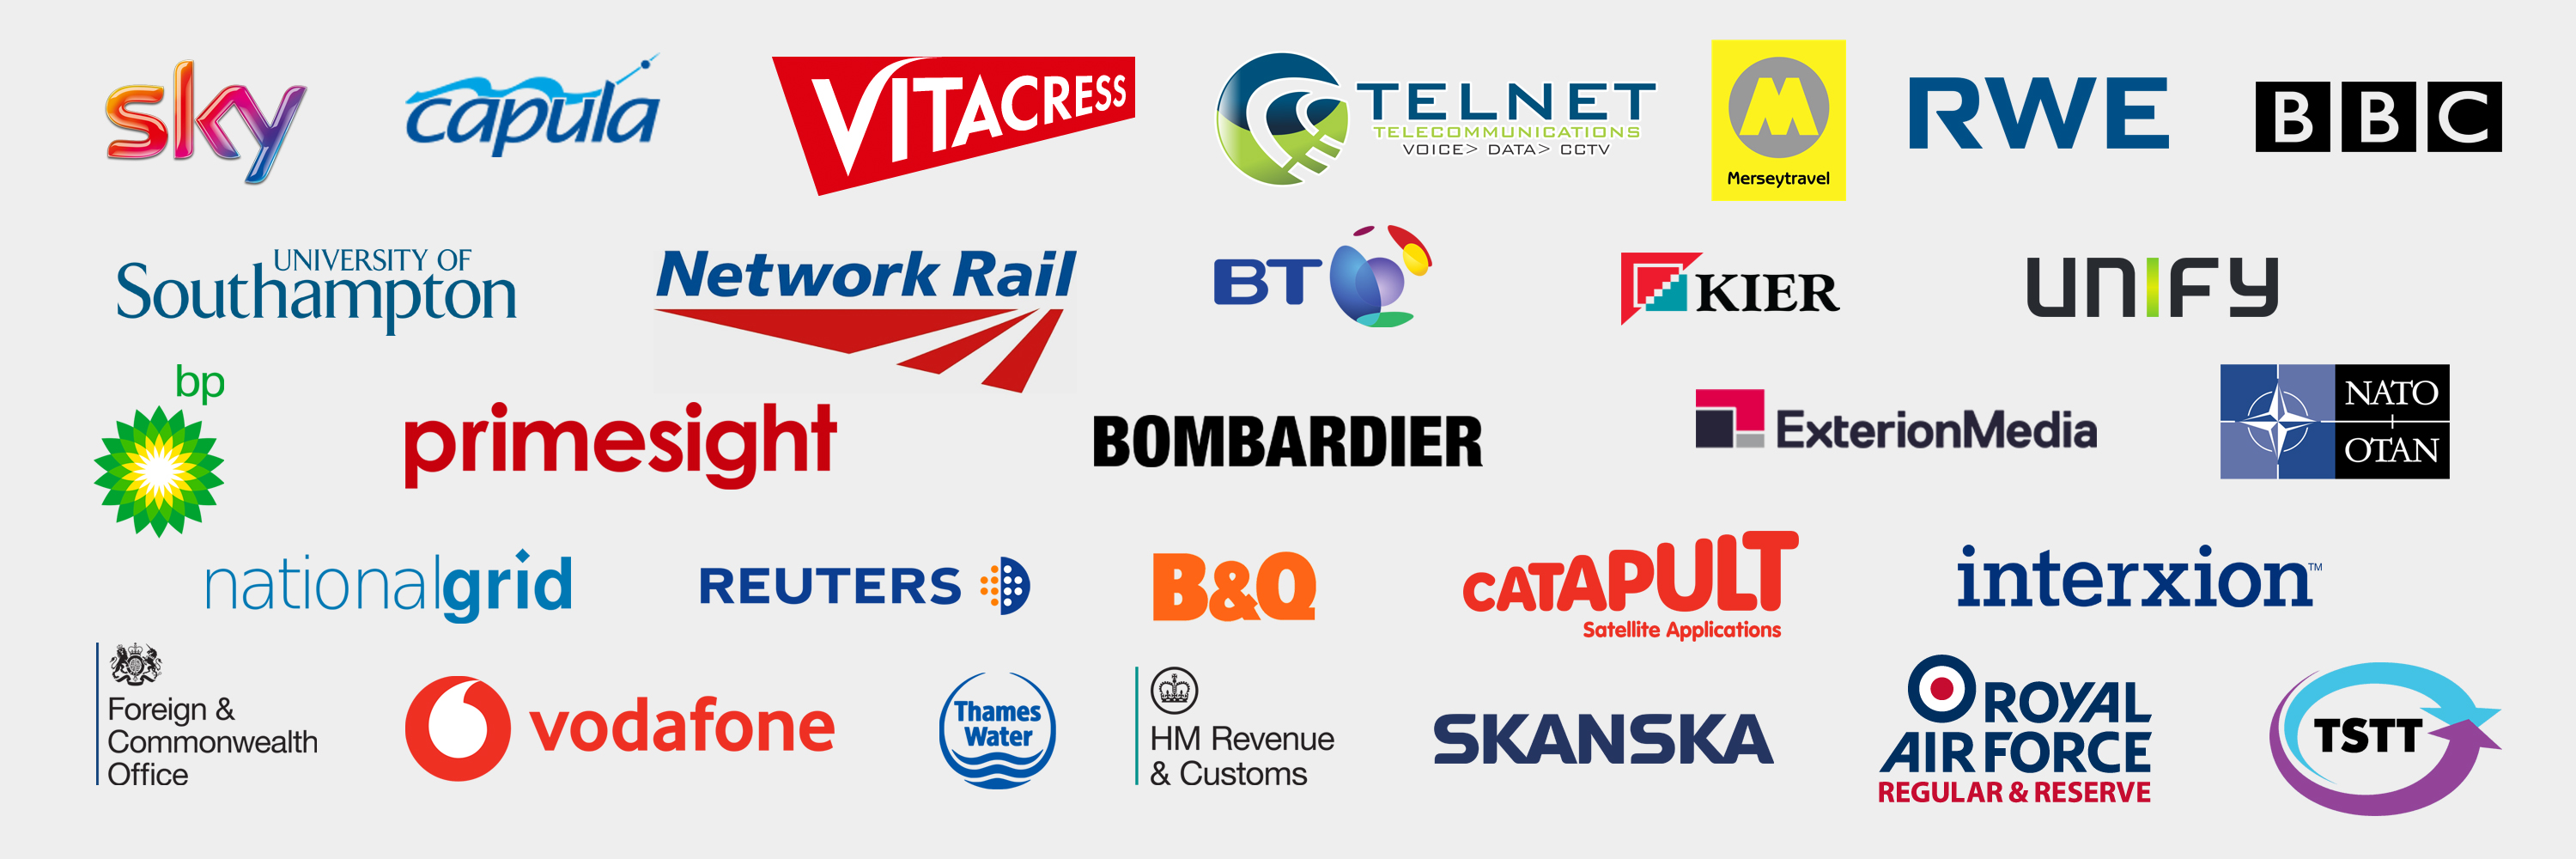 sky
capula
VITACRESS
TELNET
TELECOMMUNICATIONS
VOICE> DATA> CCTV
M
Merseytravel
RWE
BBC
UNIVERSITY OF
Southampton
Network Rail
BT
KIER
UNIFY
bp
primesight
BOMBARDIER
ExterionMedia
NATO
OTAN
nationalgrid
REUTERS
B&Q
CATAPULT
Satellite Applications
interxion™
Foreign &
Commonwealth
Office
vodafone
Thames
Water
HM Revenue
& Customs
SKANSKA
ROYAL
AIR FORCE
REGULAR & RESERVE
TSTT